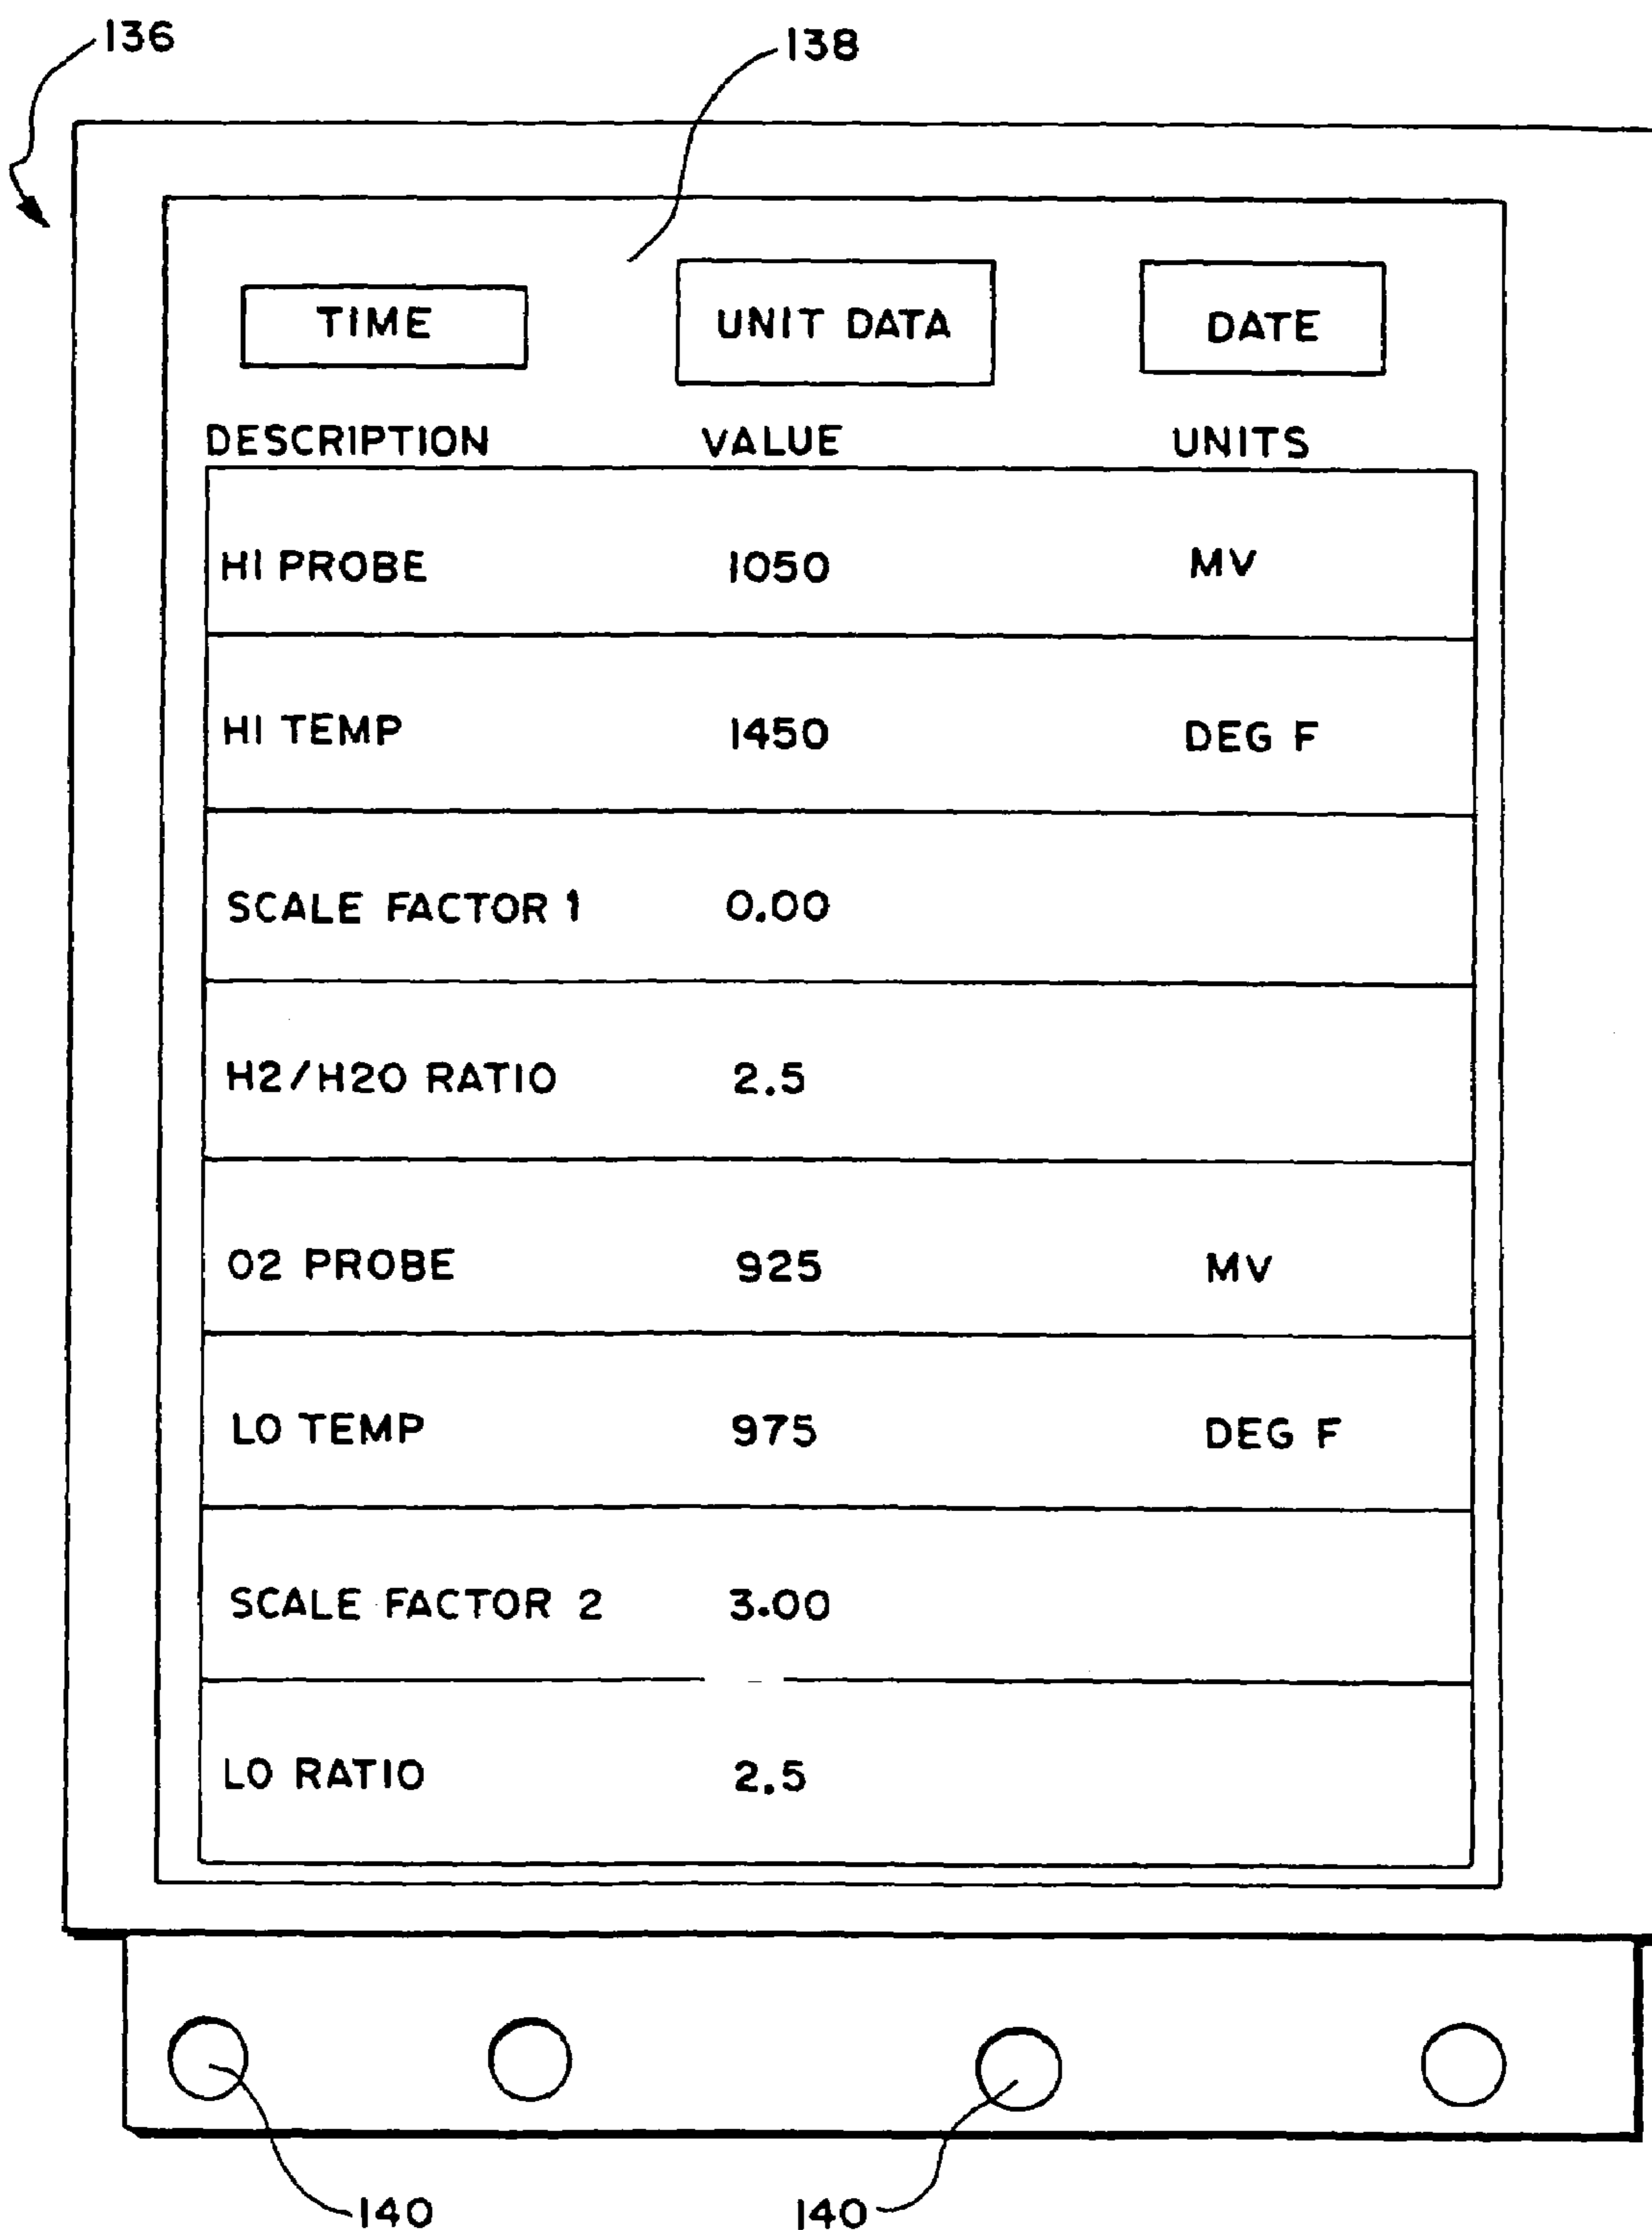 136
138
TIME UNIT DATA DATE
DESCRIPTION VALUE UNITS
HI PROBE 1050 MV
HI TEMP 1450 DEG F
SCALE FACTOR 1 0.00
H2/H2O RATIO 2.5
O2 PROBE 925 MV
LO TEMP 975 DEG F
SCALE FACTOR 2 3.00
LO RATIO 2.5
140 140